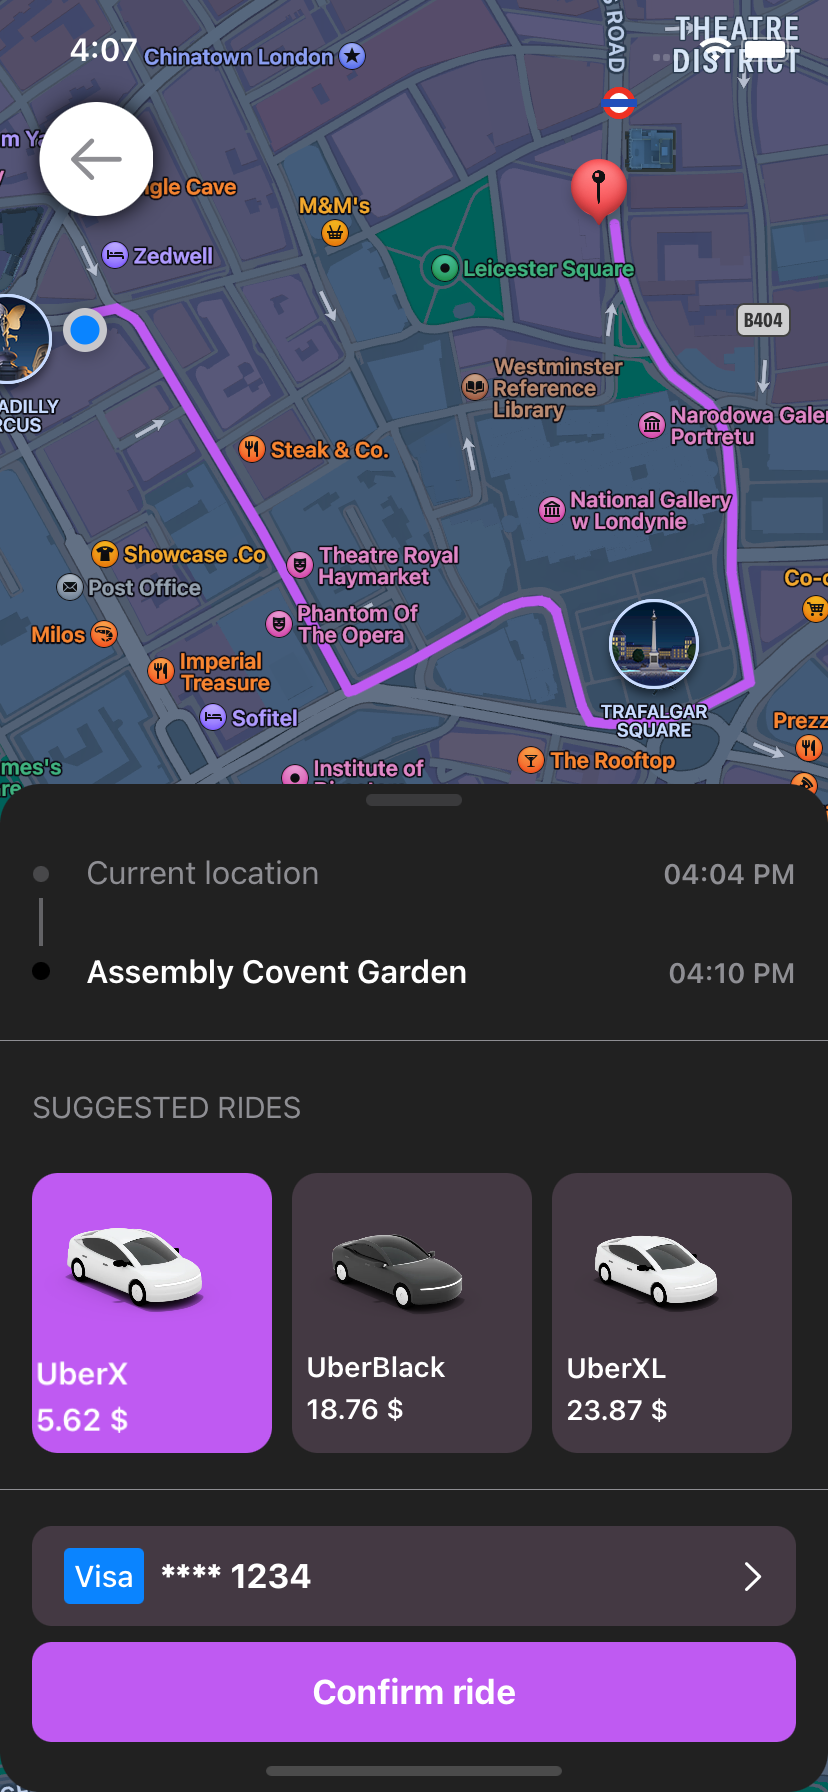 4:07
Chinatown London
ROAD
THEATRE
DISTRICT
gle Cave
M&M's
Zedwell
Leicester Square
B404
Westminster
Reference
Library
ADILLY
RCUS
Narodowa Galer
Portretu
Steak & Co.
National Gallery
w Londynie
Showcase .Co
Theatre Royal
Haymarket
Post Office
Co-o
Phantom Of
The Opera
Milos
Imperial
Treasure
Sofitel
TRAFALGAR
SQUARE
Prezz
mes's
re
Institute of
The Rooftop
Current location
04:04 PM
Assembly Covent Garden
04:10 PM
SUGGESTED RIDES
UberX
5.62 $
UberBlack
18.76 $
UberXL
23.87 $
Visa
**** 1234
Confirm ride